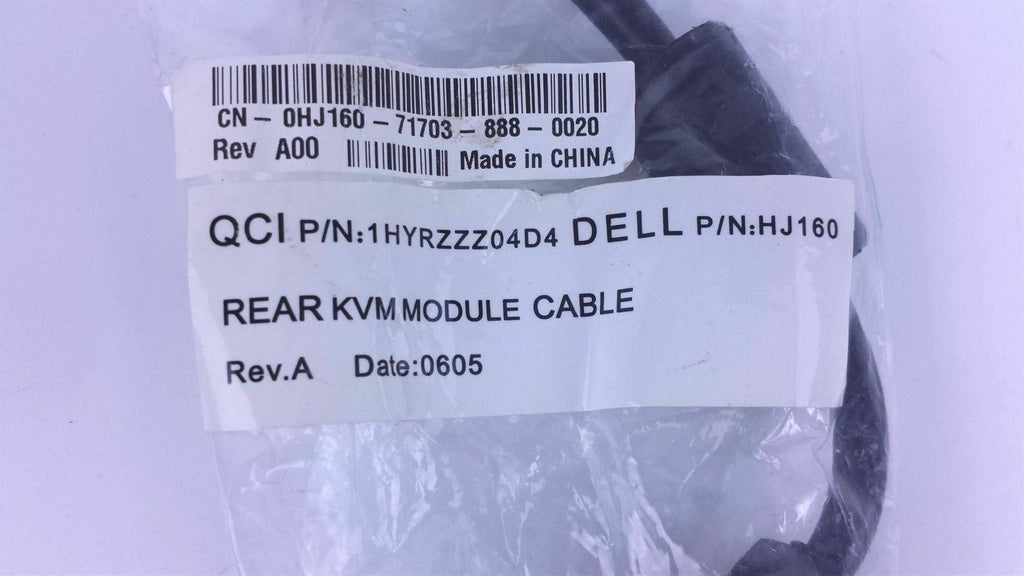 CN - 0HJ160 - 71703 - 888 - 0020
Rev A00 Made in CHINA
QCI P/N:1HYRZZZ04D4 DELL P/N:HJ160
REAR KVM MODULE CABLE
Rev.A Date:0605